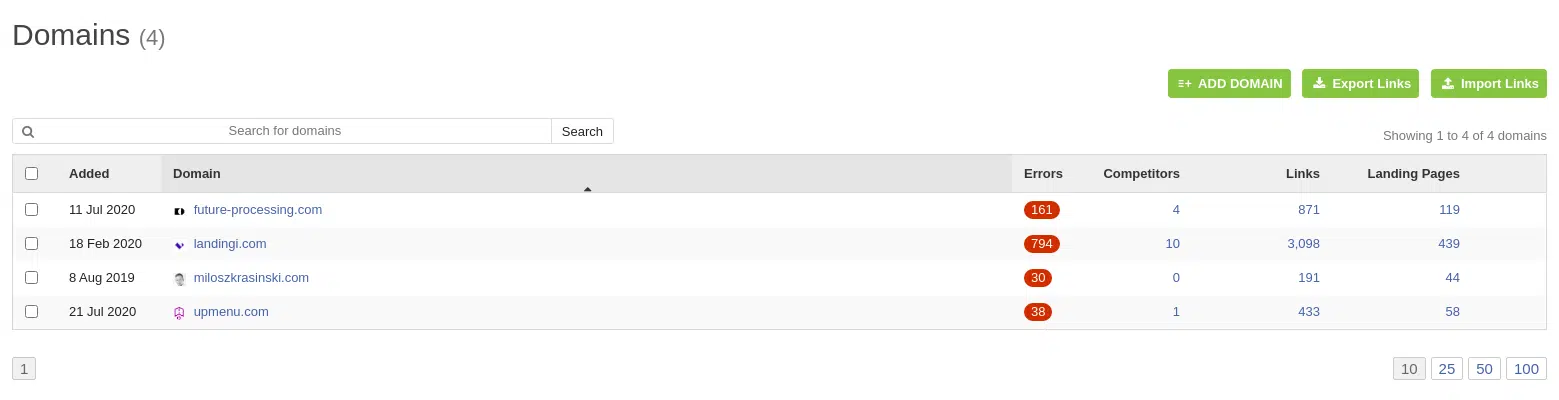 Domains (4)
ADD DOMAIN Export Links Import Links
Search for domains Search
Showing 1 to 4 of 4 domains
Added Domain Errors Competitors Links Landing Pages
11 Jul 2020 future-processing.com 161 4 871 119
18 Feb 2020 landingi.com 794 10 3,098 439
8 Aug 2019 miloszkrasinski.com 30 0 191 44
21 Jul 2020 upmenu.com 38 1 433 58
1 10 25 50 100